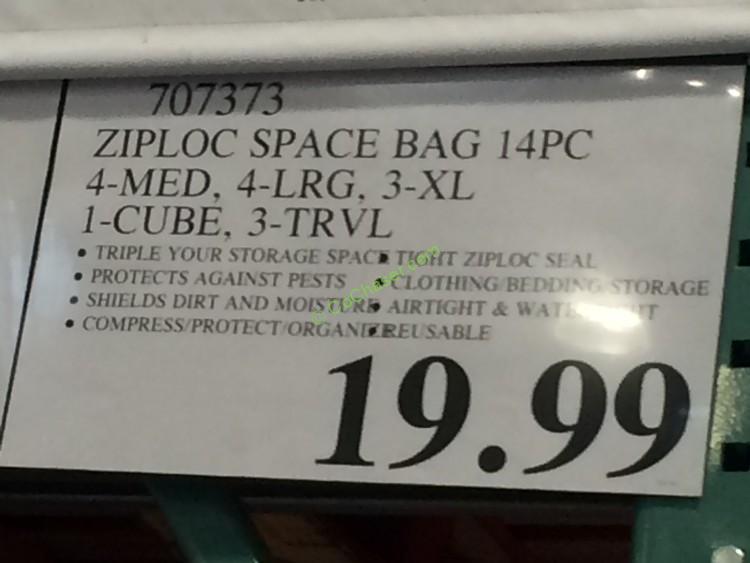 707373
ZIPLOC SPACE BAG 14PC
4-MED, 4-LRG, 3-XL
1-CUBE, 3-TRVL
• TRIPLE YOUR STORAGE SPACE • TIGHT ZIPLOC SEAL
• PROTECTS AGAINST PESTS • CLOTHING/BEDDING STORAGE
• SHIELDS DIRT AND MOISTURE • AIRTIGHT &
• COMPRESS/PROTECT/ORGANIZE • REUSABLE
19.99